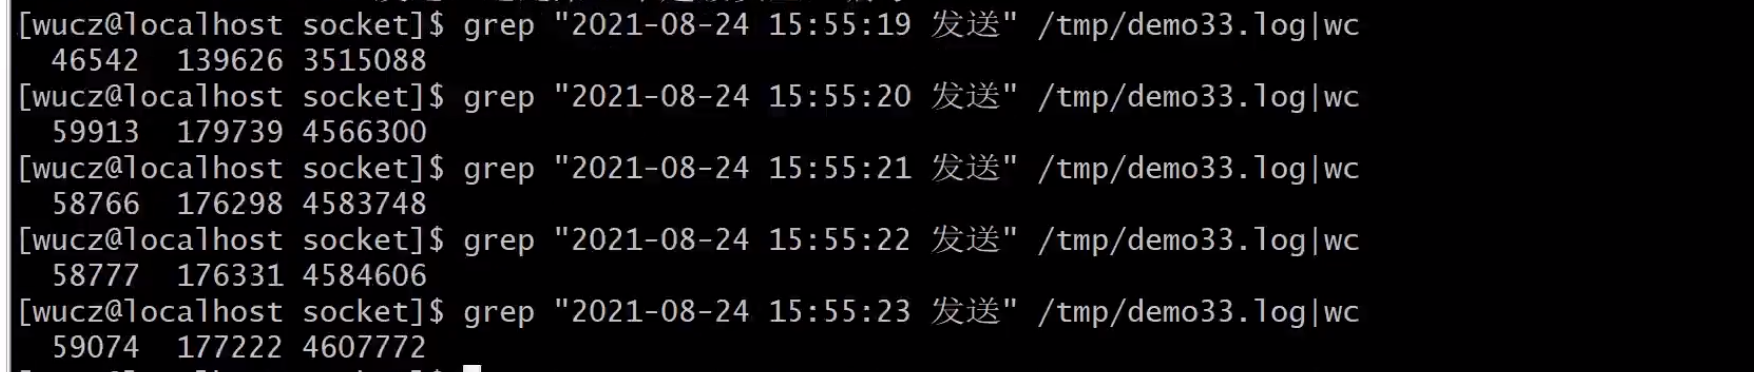 [wucz@localhost socket]$ grep "2021-08-24 15:55:19 发送" /tmp/demo33.log|wc
46542 139626 3515088
[wucz@localhost socket]$ grep "2021-08-24 15:55:20 发送" /tmp/demo33.log|wc
59913 179739 4566300
[wucz@localhost socket]$ grep "2021-08-24 15:55:21 发送" /tmp/demo33.log|wc
58766 176298 4583748
[wucz@localhost socket]$ grep "2021-08-24 15:55:22 发送" /tmp/demo33.log|wc
58777 176331 4584606
[wucz@localhost socket]$ grep "2021-08-24 15:55:23 发送" /tmp/demo33.log|wc
59074 177222 4607772